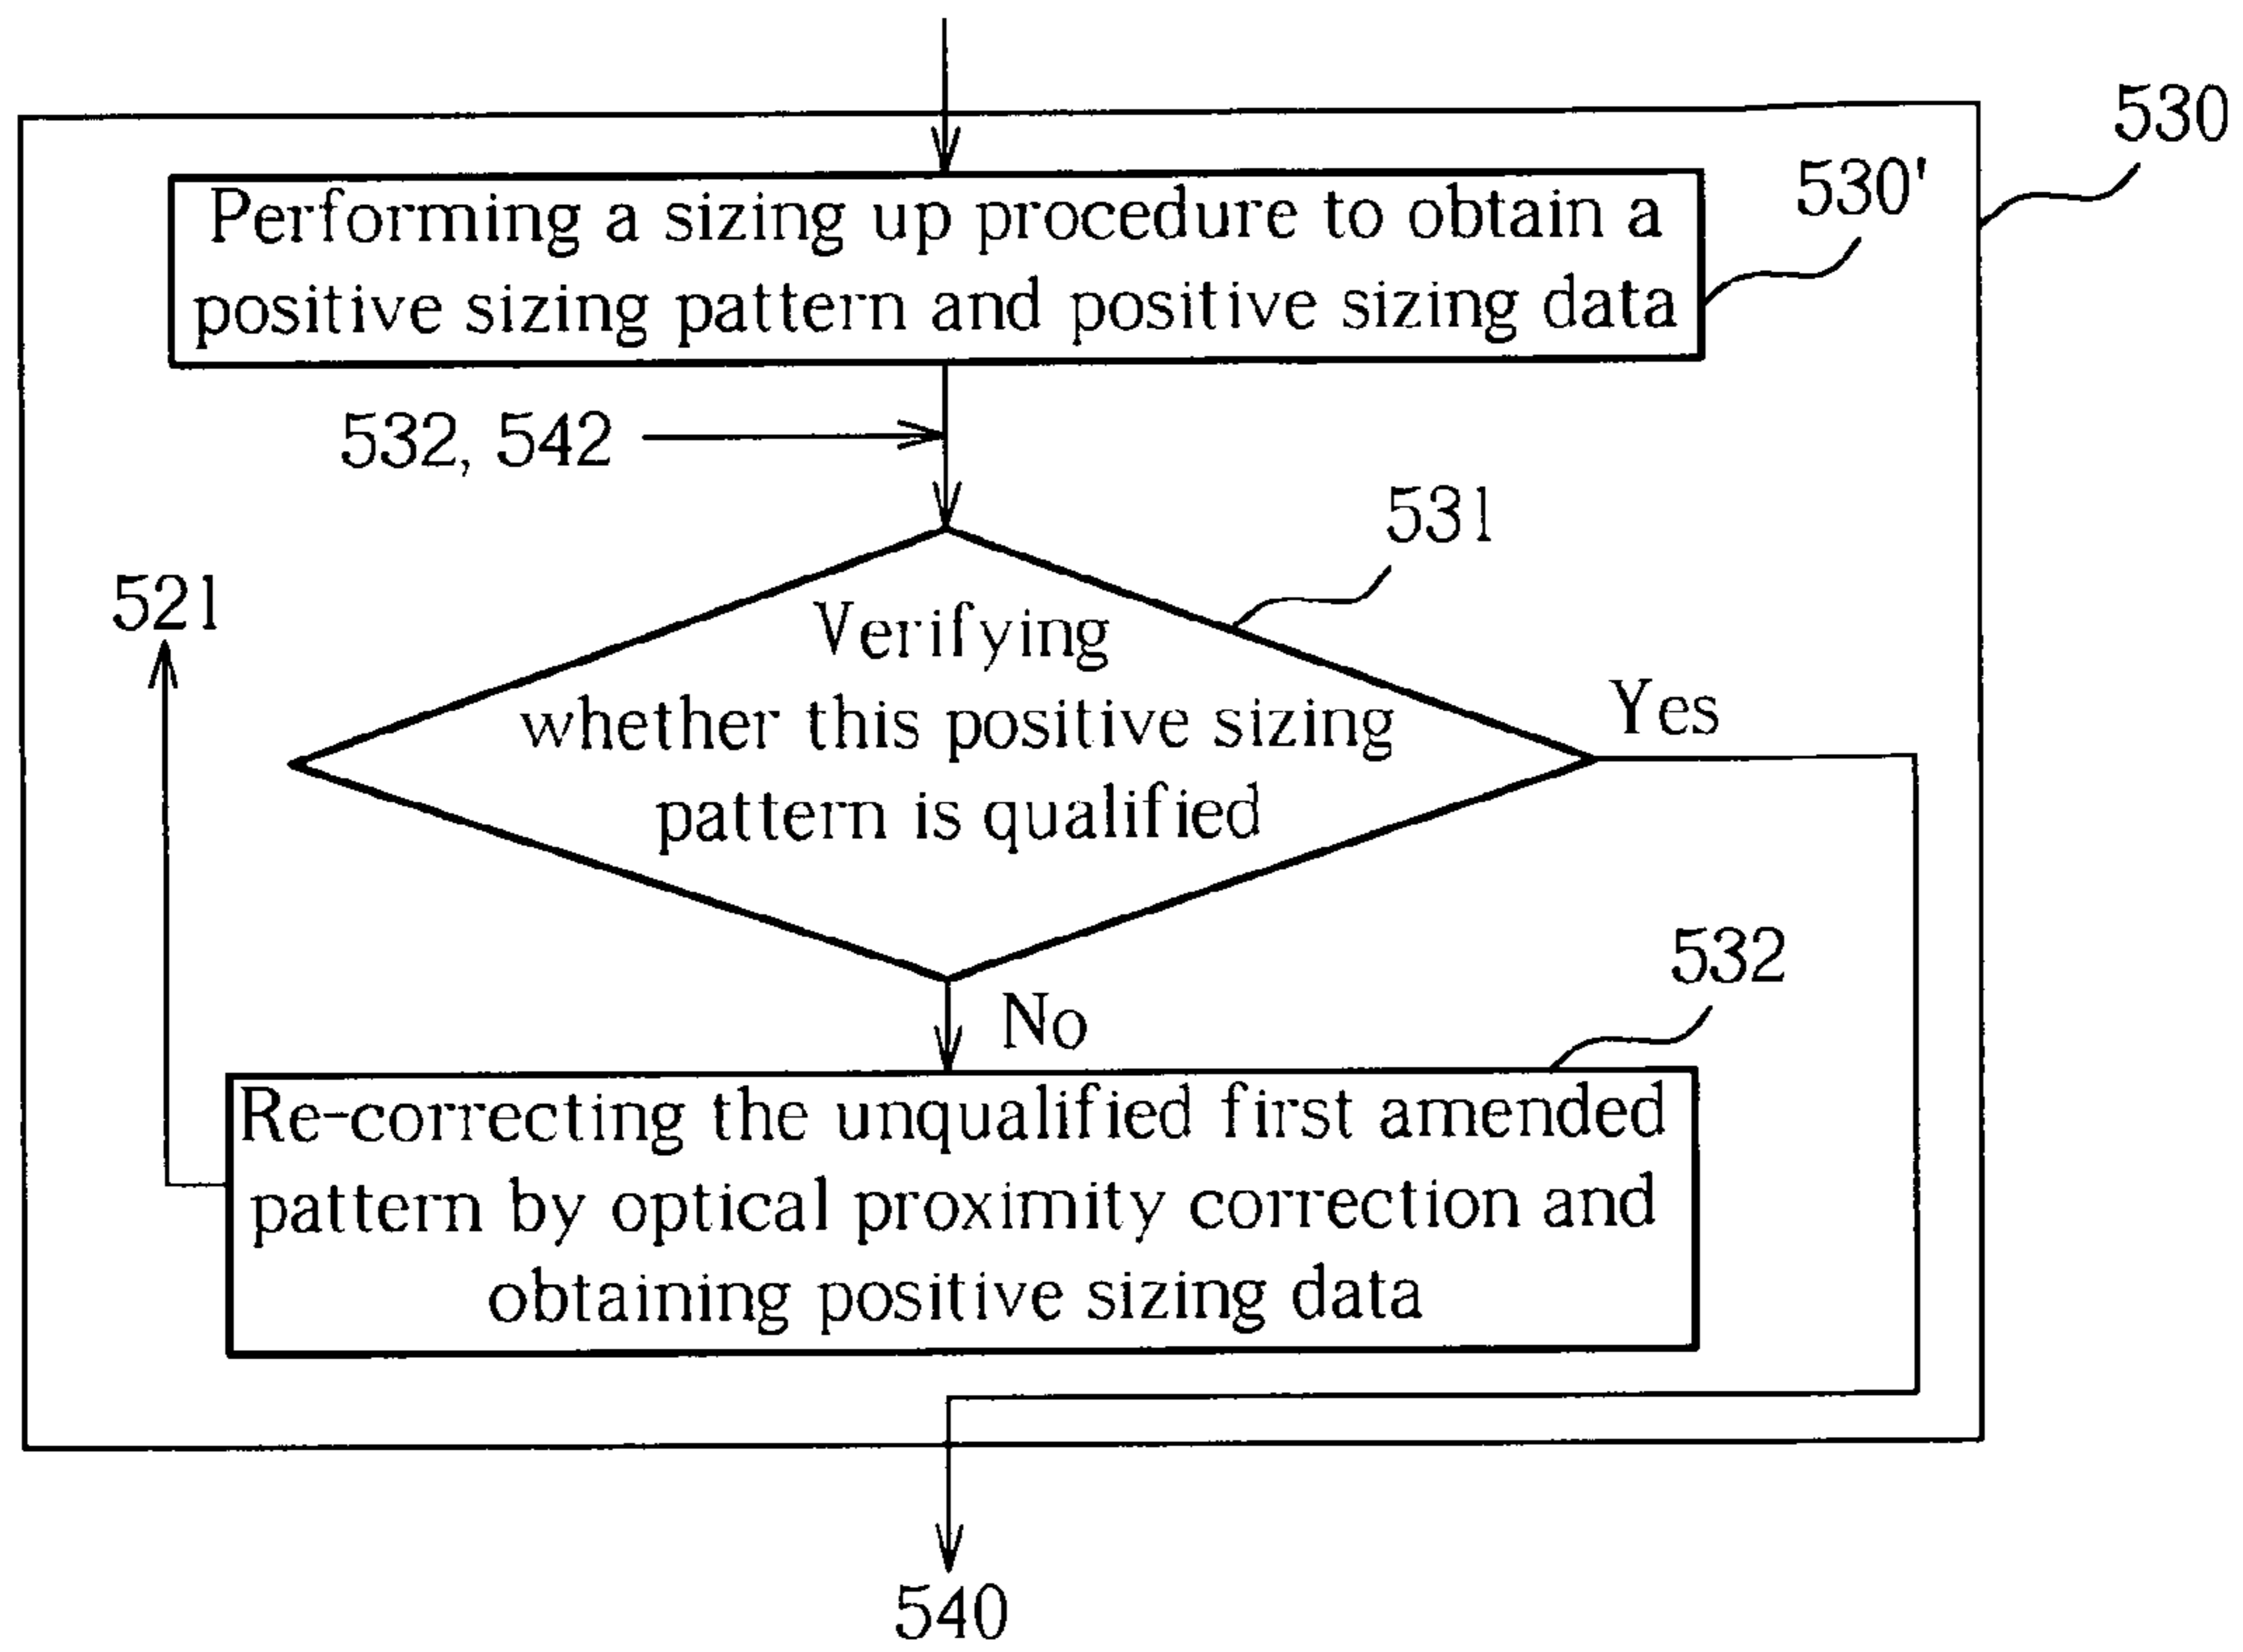 530
530'
Performing a sizing up procedure to obtain a
positive sizing pattern and positive sizing data
532, 542
531
521
Verifying
whether this positive sizing
pattern is qualified
Yes
No
532
Re-correcting the unqualified first amended
pattern by optical proximity correction and
obtaining positive sizing data
540